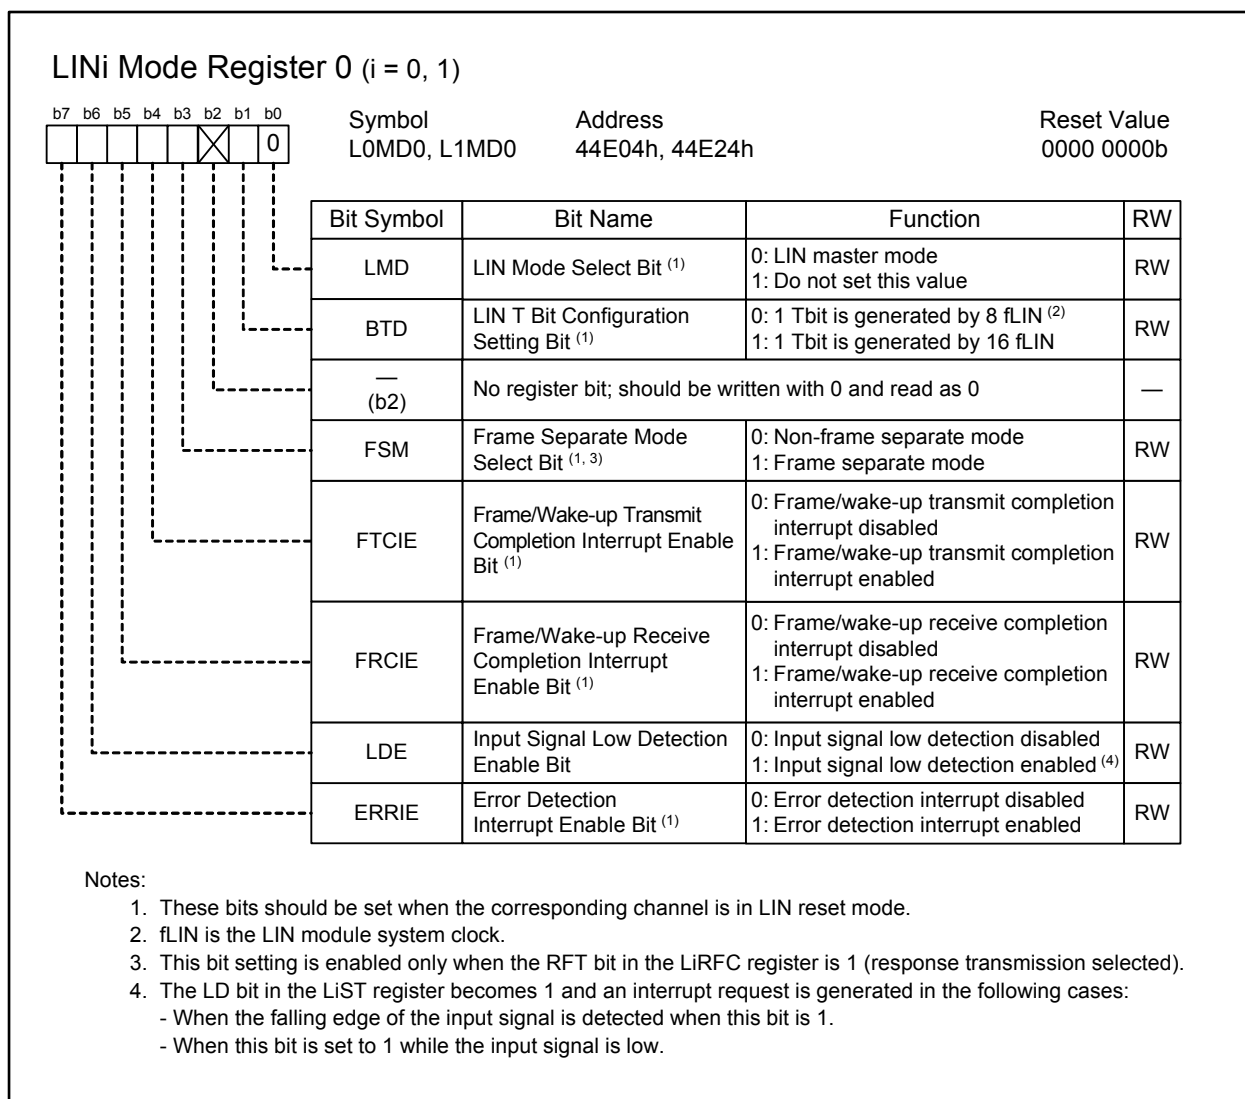 LINi Mode Register 0 (i = 0, 1)
b7 b6 b5 b4 b3 b2 b1 b0
0
Symbol Address Reset Value
L0MD0, L1MD0 44E04h, 44E24h 0000 0000b
Bit Symbol Bit Name Function RW
LMD LIN Mode Select Bit (1) 0: LIN master mode
1: Do not set this value RW
BTD LIN T Bit Configuration
Setting Bit (1) 0: 1 Tbit is generated by 8 fLIN (2)
1: 1 Tbit is generated by 16 fLIN RW
—
(b2) No register bit; should be written with 0 and read as 0 —
FSM Frame Separate Mode
Select Bit (1, 3) 0: Non-frame separate mode
1: Frame separate mode RW
FTCIE Frame/Wake-up Transmit
Completion Interrupt Enable
Bit (1) 0: Frame/wake-up transmit completion
interrupt disabled
1: Frame/wake-up transmit completion
interrupt enabled RW
FRCIE Frame/Wake-up Receive
Completion Interrupt
Enable Bit (1) 0: Frame/wake-up receive completion
interrupt disabled
1: Frame/wake-up receive completion
interrupt enabled RW
LDE Input Signal Low Detection
Enable Bit 0: Input signal low detection disabled
1: Input signal low detection enabled (4) RW
ERRIE Error Detection
Interrupt Enable Bit (1) 0: Error detection interrupt disabled
1: Error detection interrupt enabled RW
Notes:
1. These bits should be set when the corresponding channel is in LIN reset mode.
2. fLIN is the LIN module system clock.
3. This bit setting is enabled only when the RFT bit in the LiRFC register is 1 (response transmission selected).
4. The LD bit in the LiST register becomes 1 and an interrupt request is generated in the following cases:
- When the falling edge of the input signal is detected when this bit is 1.
- When this bit is set to 1 while the input signal is low.